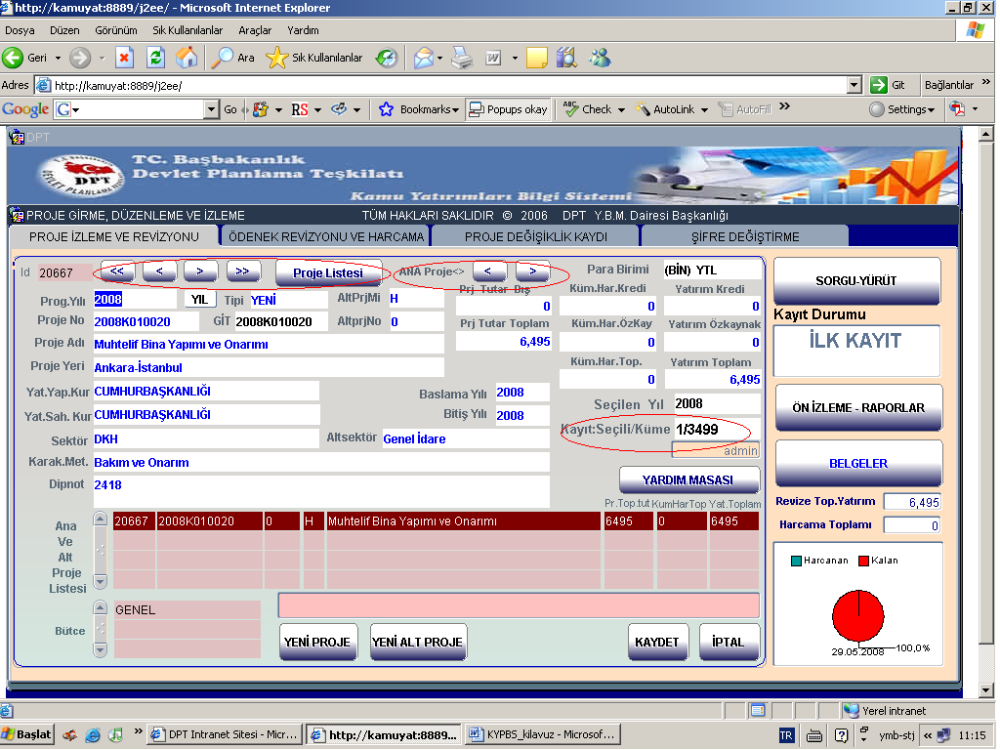 http://kamuyat:8889/j2ee/ - Microsoft Internet Explorer
Dosya Düzen Görünüm Sık Kullanılanlar Araçlar Yardım
Geri Ara Sık Kullanılanlar
Adres http://kamuyat:8889/j2ee/ Git Bağlantılar »
Google G Go RS Bookmarks Popups okay Check AutoLink AutoFill » Settings
DPT
DPT
T.C. Başbakanlık
Devlet Planlama Teşkilatı
Kamu Yatırımları Bilgi Sistemi
PROJE GİRME, DÜZENLEME VE İZLEME TÜM HAKLARI SAKLIDIR © 2006 DPT Y.B.M. Dairesi Başkanlığı
PROJE İZLEME VE REVİZYONU ÖDENEK REVİZYONU VE HARCAMA PROJE DEĞİŞİKLİK KAYDI ŞİFRE DEĞİŞTİRME
Id 20667 << < > >> Proje Listesi ANA Proje<> < > Para Birimi (BİN) YTL
SORGU-YÜRÜT
Prog.Yılı 2008 YIL Tipi YENİ AltPrjMi H Prj Tutar Dış 0 Küm.Har.Kredi 0 Yatırım Kredi 0
Kayıt Durumu
İLK KAYIT
Proje No 2008K010020 GİT 2008K010020 AltprjNo 0 Prj Tutar Toplam 6,495 Küm.Har.ÖzKay 0 Yatırım Özkaynak 0
Proje Adı Muhtelif Bina Yapımı ve Onarımı
Proje Yeri Ankara-İstanbul Küm.Har.Top. 0 Yatırım Toplam 6,495
Yat.Yap.Kur CUMHURBAŞKANLIĞI Baslama Yılı 2008 Seçilen Yıl 2008
ÖN İZLEME - RAPORLAR
Yat.Sah. Kur CUMHURBAŞKANLIĞI Bitiş Yılı 2008
Kayıt:Seçili/Küme 1/3499
Sektör DKH Altsektör Genel İdare
admin
Karak.Met. Bakım ve Onarım
BELGELER
Dipnot 2418 YARDIM MASASI
Revize Top.Yatırım 6,495
Pr.Top.tut KumHarTop Yat.Toplam
Harcama Toplamı 0
Ana Ve Alt Proje Listesi
20667 2008K010020 0 H Muhtelif Bina Yapımı ve Onarımı 6495 0 6495
Harcanan Kalan
Bütce GENEL
YENİ PROJE YENİ ALT PROJE KAYDET İPTAL
29.05.2008 100,0%
Yerel intranet
Başlat » DPT Intranet Sitesi - Micr... http://kamuyat:8889... KYPBS_kilavuz - Microsof... TR ymb-stj « 11:15